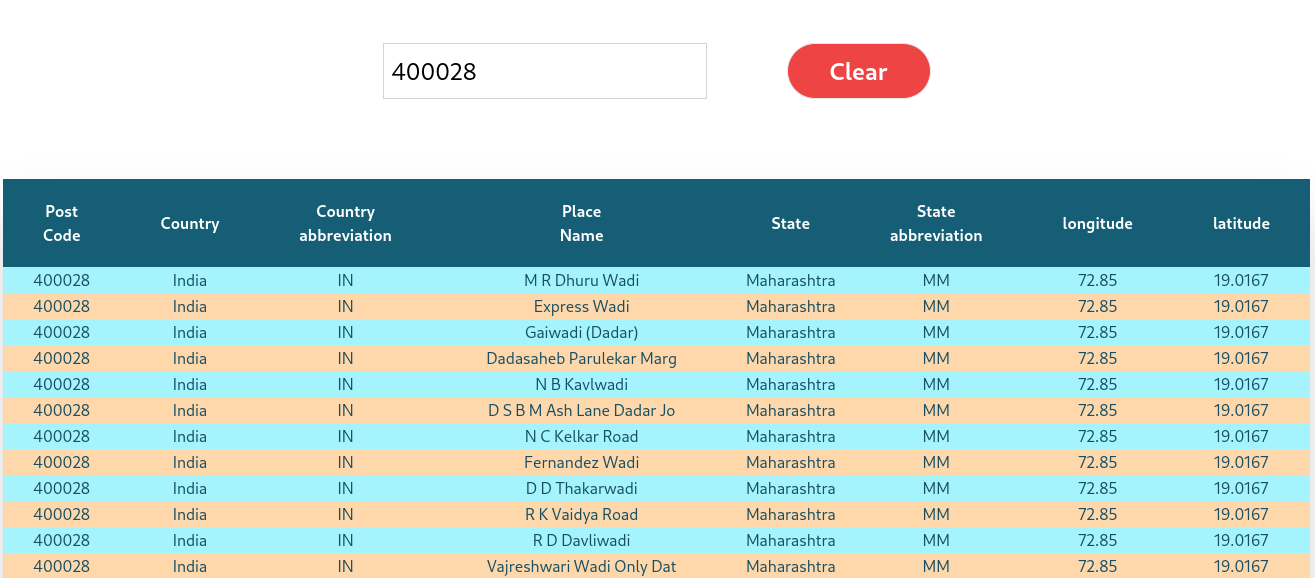 400028 Clear
Post Code Country Country abbreviation Place Name State State abbreviation longitude latitude
400028 India IN M R Dhuru Wadi Maharashtra MM 72.85 19.0167
400028 India IN Express Wadi Maharashtra MM 72.85 19.0167
400028 India IN Gaiwadi (Dadar) Maharashtra MM 72.85 19.0167
400028 India IN Dadasaheb Parulekar Marg Maharashtra MM 72.85 19.0167
400028 India IN N B Kavlwadi Maharashtra MM 72.85 19.0167
400028 India IN D S B M Ash Lane Dadar Jo Maharashtra MM 72.85 19.0167
400028 India IN N C Kelkar Road Maharashtra MM 72.85 19.0167
400028 India IN Fernandez Wadi Maharashtra MM 72.85 19.0167
400028 India IN D D Thakarwadi Maharashtra MM 72.85 19.0167
400028 India IN R K Vaidya Road Maharashtra MM 72.85 19.0167
400028 India IN R D Davliwadi Maharashtra MM 72.85 19.0167
400028 India IN Vajreshwari Wadi Only Dat Maharashtra MM 72.85 19.0167